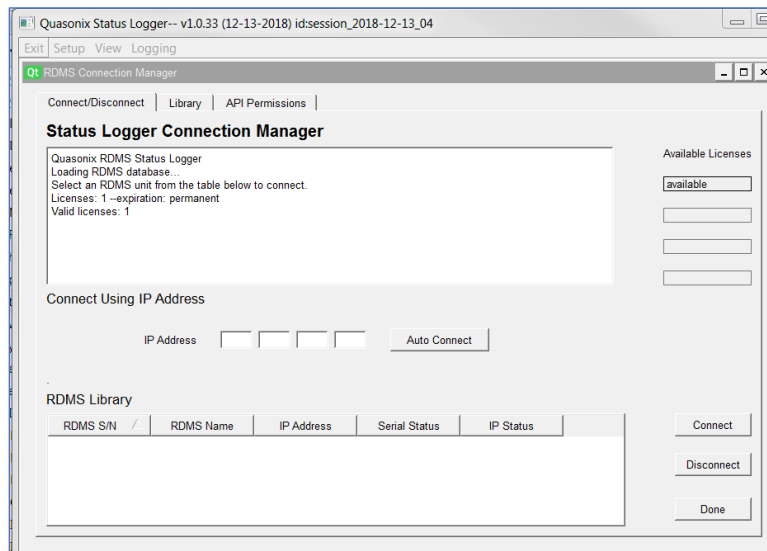 Quasonix Status Logger-- v1.0.33 (12-13-2018) id:session_2018-12-13_04
Exit Setup View Logging
Qt RDMS Connection Manager
Connect/Disconnect Library API Permissions
Status Logger Connection Manager
Quasonix RDMS Status Logger
Loading RDMS database...
Select an RDMS unit from the table below to connect.
Licenses: 1 --expiration: permanent
Valid licenses: 1
Available Licenses
available
Connect Using IP Address
IP Address Auto Connect
.
RDMS Library
RDMS S/N RDMS Name IP Address Serial Status IP Status
Connect
Disconnect
Done